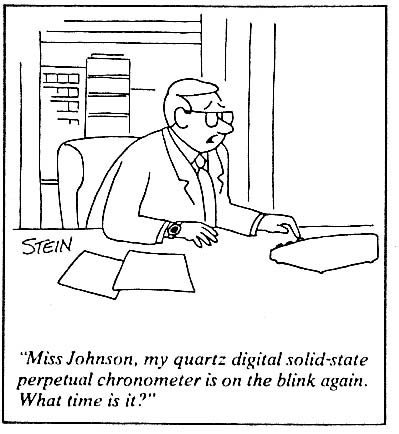 STEIN
"Miss Johnson, my quartz digital solid-state
perpetual chronometer is on the blink again.
What time is it?"